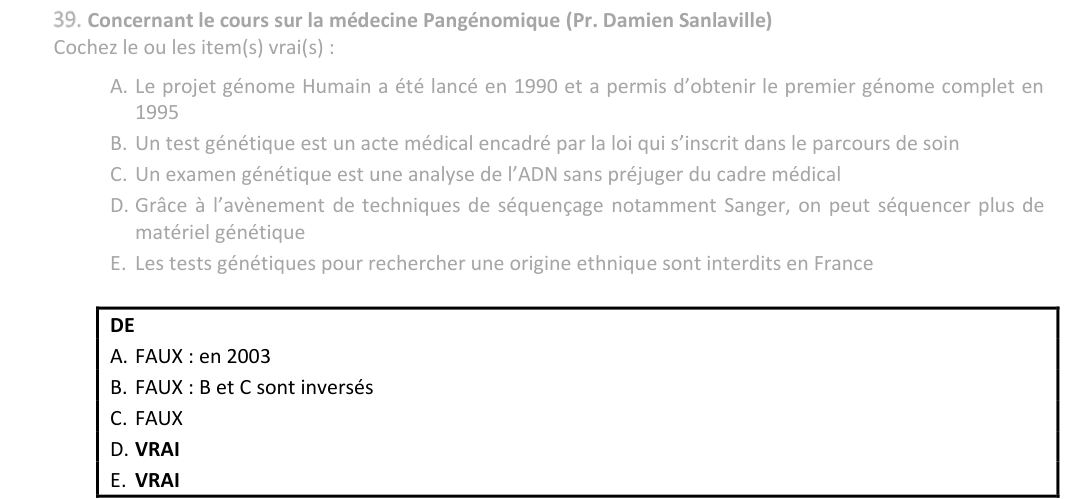 39. Concernant le cours sur la médecine Pangénomique (Pr. Damien Sanlaville)
Cochez le ou les item(s) vrai(s) :
A. Le projet génome Humain a été lancé en 1990 et a permis d’obtenir le premier génome complet en
1995
B. Un test génétique est un acte médical encadré par la loi qui s’inscrit dans le parcours de soin
C. Un examen génétique est une analyse de l’ADN sans préjuger du cadre médical
D. Grâce à l’avènement de techniques de séquençage notamment Sanger, on peut séquencer plus de
matériel génétique
E. Les tests génétiques pour rechercher une origine ethnique sont interdits en France
DE
A. FAUX : en 2003
B. FAUX : B et C sont inversés
C. FAUX
D. VRAI
E. VRAI